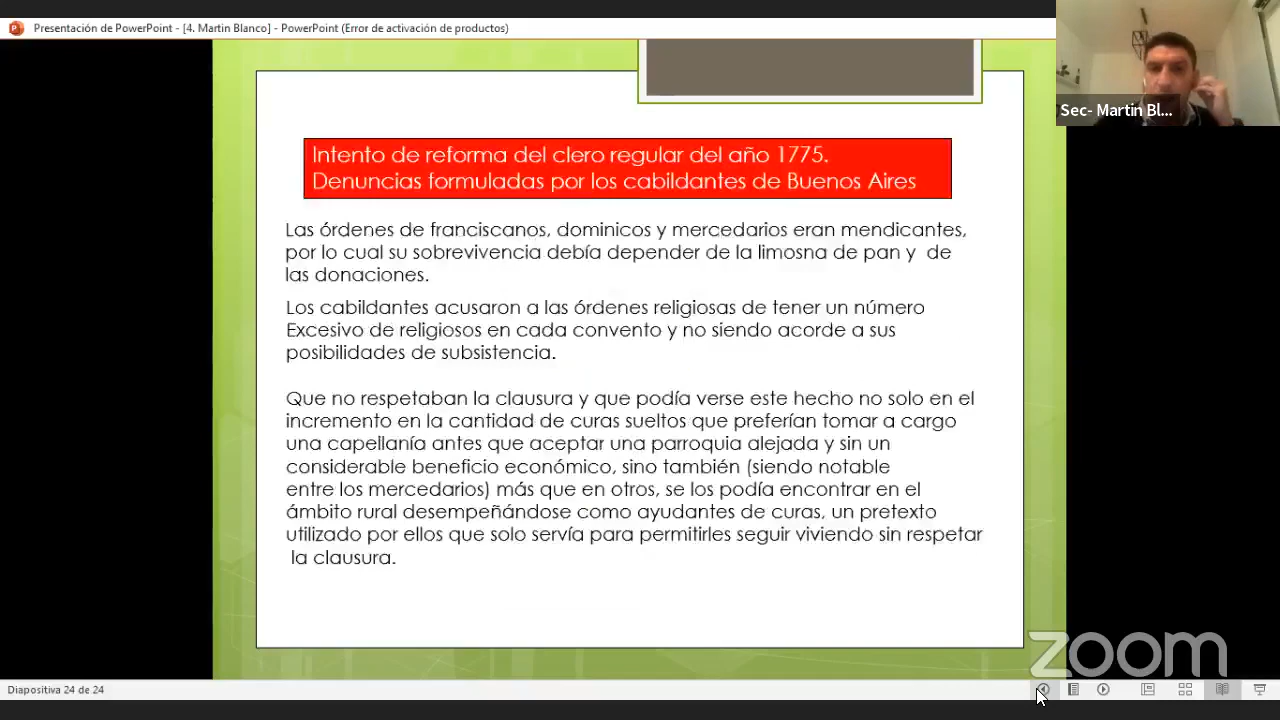 Presentación de PowerPoint - [4. Martin Blanco] - PowerPoint (Error de activación de productos)
Sec- Martin Bl...
Intento de reforma del clero regular del año 1775.
Denuncias formuladas por los cabildantes de Buenos Aires
Las órdenes de franciscanos, dominicos y mercedarios eran mendicantes,
por lo cual su sobrevivencia debía depender de la limosna de pan y de
las donaciones.
Los cabildantes acusaron a las órdenes religiosas de tener un número
Excesivo de religiosos en cada convento y no siendo acorde a sus
posibilidades de subsistencia.
Que no respetaban la clausura y que podía verse este hecho no solo en el
incremento en la cantidad de curas sueltos que preferían tomar a cargo
una capellanía antes que aceptar una parroquia alejada y sin un
considerable beneficio económico, sino también (siendo notable
entre los mercedarios) más que en otros, se los podía encontrar en el
ámbito rural desempeñándose como ayudantes de curas, un pretexto
utilizado por ellos que solo servía para permitirles seguir viviendo sin respetar
la clausura.
zoom
Diapositiva 24 de 24